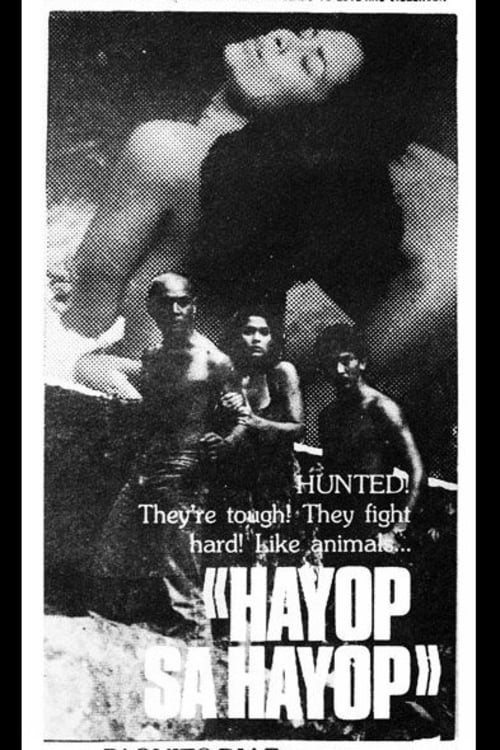 HUNTED!
They're tough! They fight
hard! Like animals...
"HAYOP
SA HAYOP"